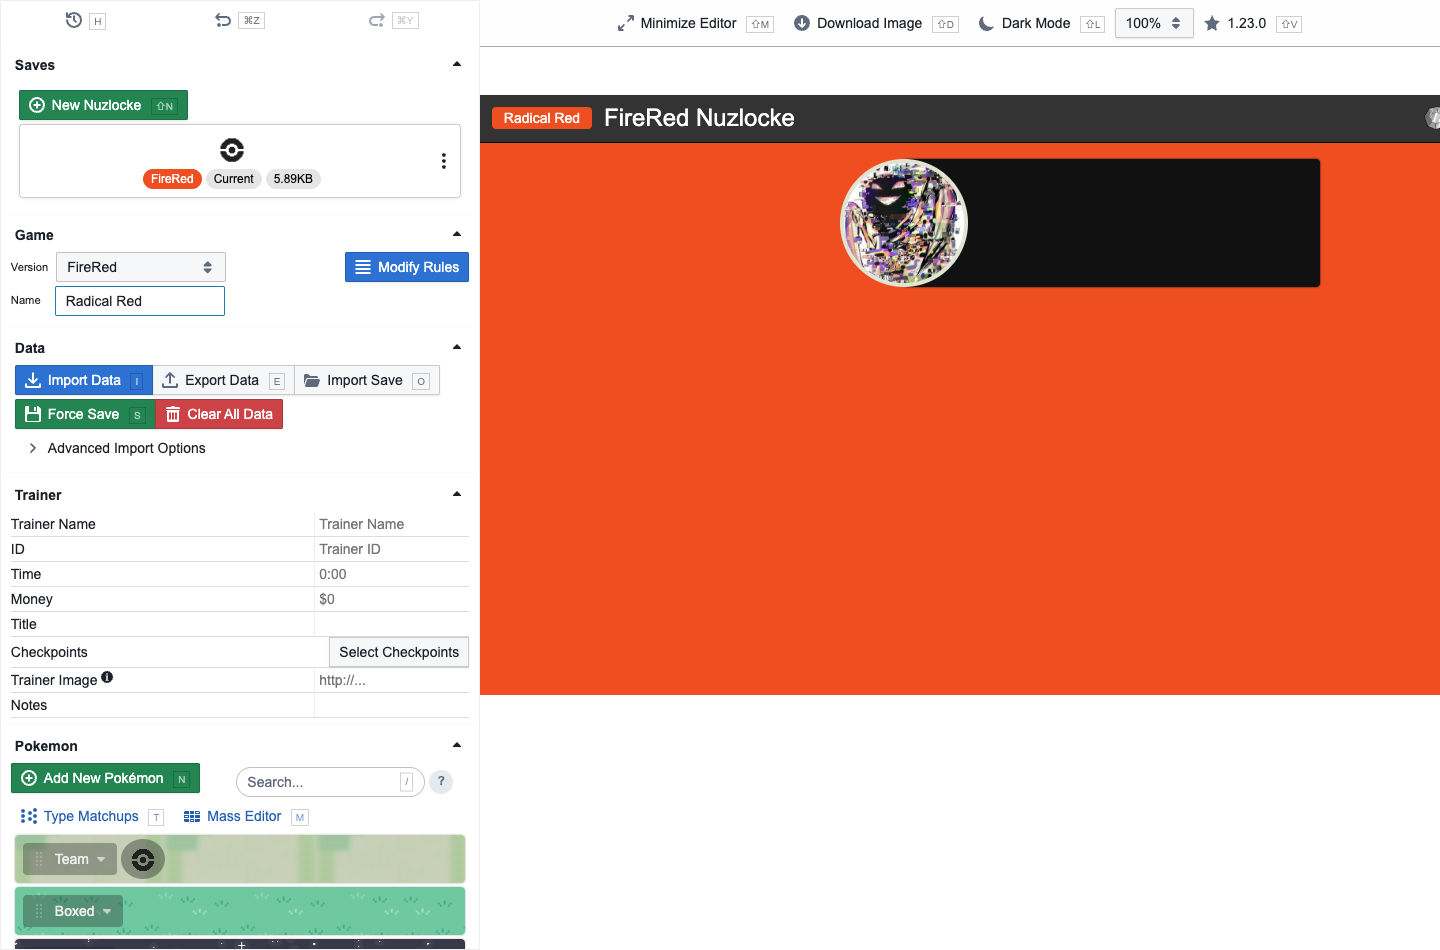 H
⌘Z
⌘Y
Minimize Editor ⇧M
Download Image ⇧D
Dark Mode ⇧L
100%
1.23.0 ⇧V
Saves
New Nuzlocke ⇧N
FireRed Current 5.89KB
Radical Red FireRed Nuzlocke
Game
Version FireRed
Modify Rules
Name Radical Red
Data
Import Data I
Export Data E
Import Save O
Force Save S
Clear All Data
Advanced Import Options
Trainer
Trainer Name Trainer Name
ID Trainer ID
Time 0:00
Money $0
Title
Checkpoints Select Checkpoints
Trainer Image http://...
Notes
Pokemon
Add New Pokémon N
Search... /
?
Type Matchups T
Mass Editor M
Team
Boxed